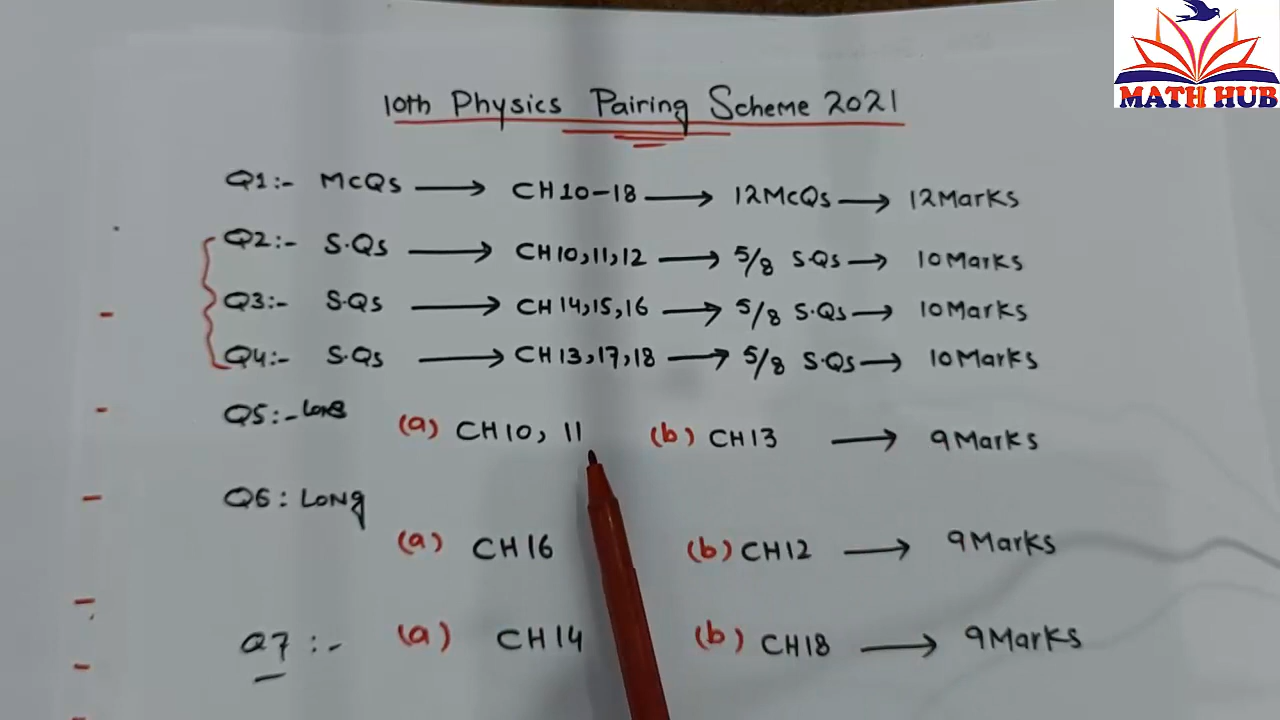 MATH HUB
10th Physics Pairing Scheme 2021
Q1:- McQs → CH10-18 → 12McQs → 12Marks
Q2:- S.Qs → CH10,11,12 → 5/8 S.Qs → 10Marks
Q3:- S.Qs → CH14,15,16 → 5/8 S.Qs → 10Marks
Q4:- S.Qs → CH13,17,18 → 5/8 S.Qs → 10Marks
Q5:- Long (a) CH10, 11 (b) CH13 → 9Marks
Q6: LONg
(a) CH16 (b) CH12 → 9Marks
Q7:- (a) CH14 (b) CH18 → 9Marks